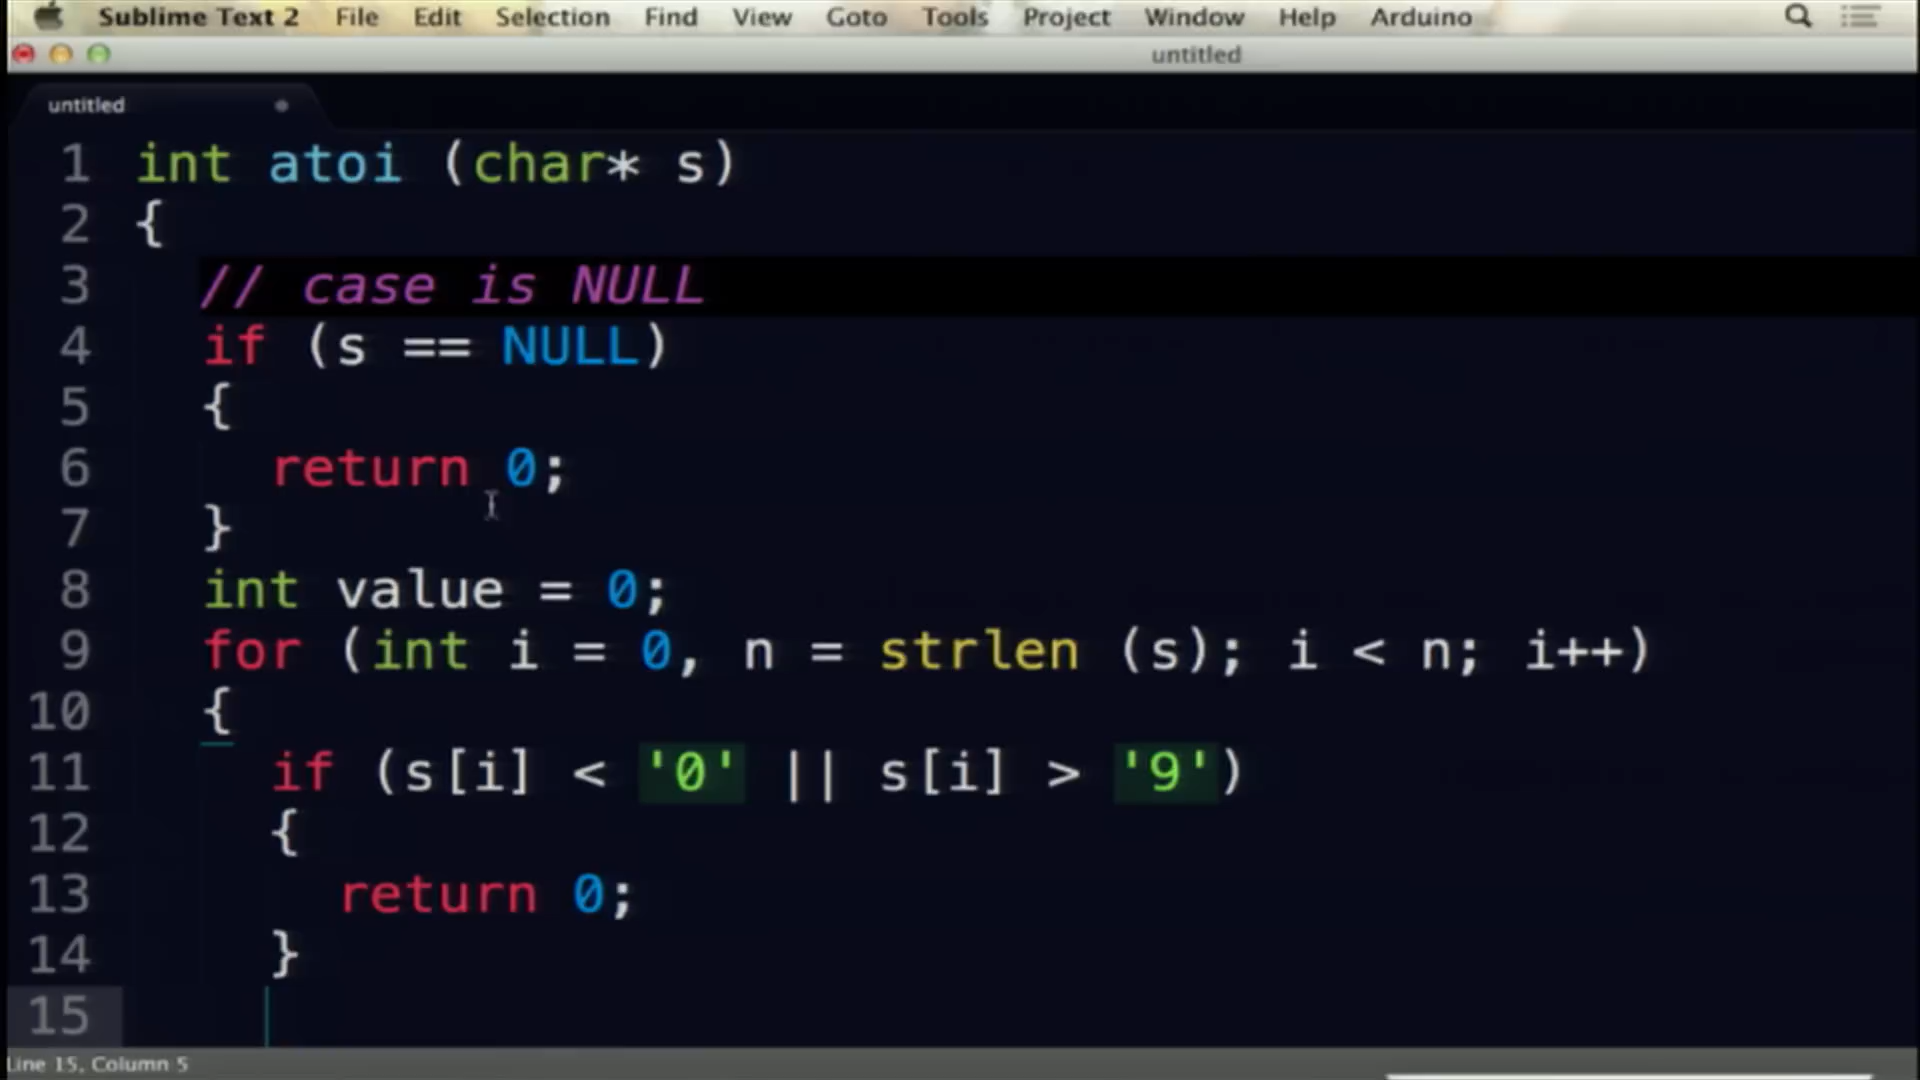 Sublime Text 2 File Edit Selection Find View Goto Tools Project Window Help Arduino
untitled
untitled
1 int atoi (char* s)
2 {
3 // case is NULL
4 if (s == NULL)
5 {
6 return 0;
7 }
8 int value = 0;
9 for (int i = 0, n = strlen (s); i < n; i++)
10 {
11 if (s[i] < '0' || s[i] > '9')
12 {
13 return 0;
14 }
15
Line 15, Column 5